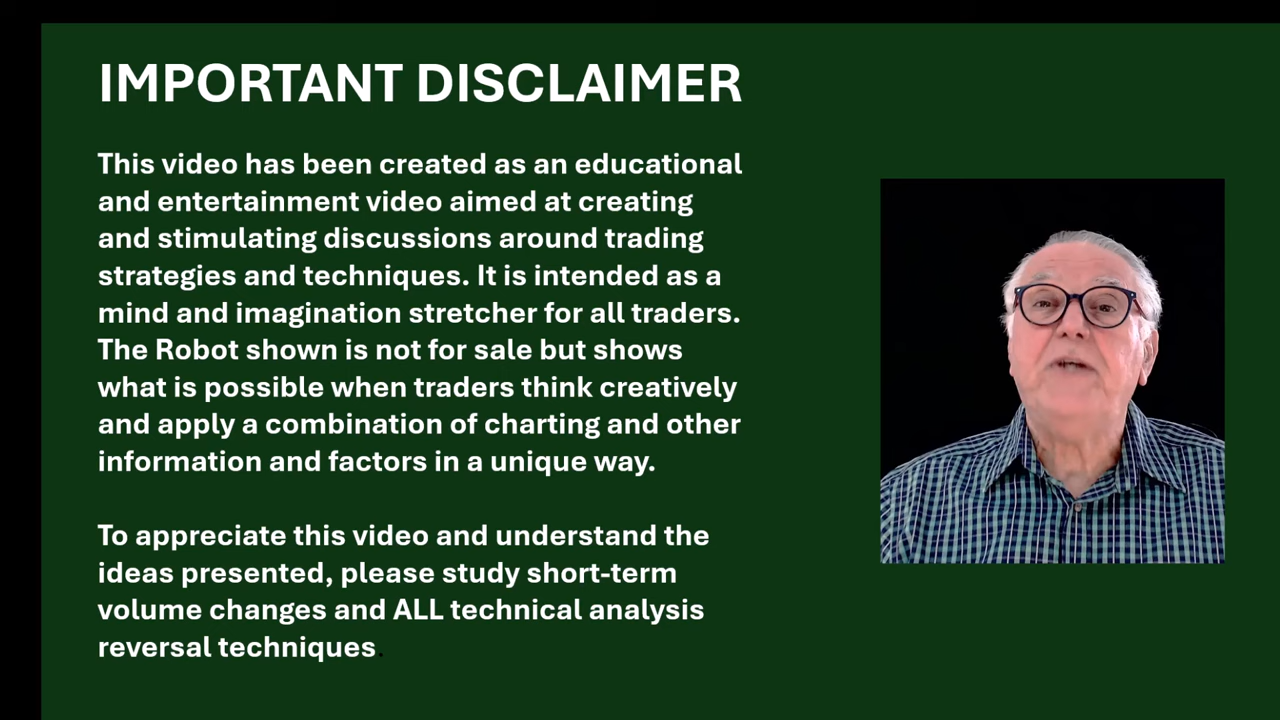 IMPORTANT DISCLAIMER
This video has been created as an educational
and entertainment video aimed at creating
and stimulating discussions around trading
strategies and techniques. It is intended as a
mind and imagination stretcher for all traders.
The Robot shown is not for sale but shows
what is possible when traders think creatively
and apply a combination of charting and other
information and factors in a unique way.
To appreciate this video and understand the
ideas presented, please study short-term
volume changes and ALL technical analysis
reversal techniques.